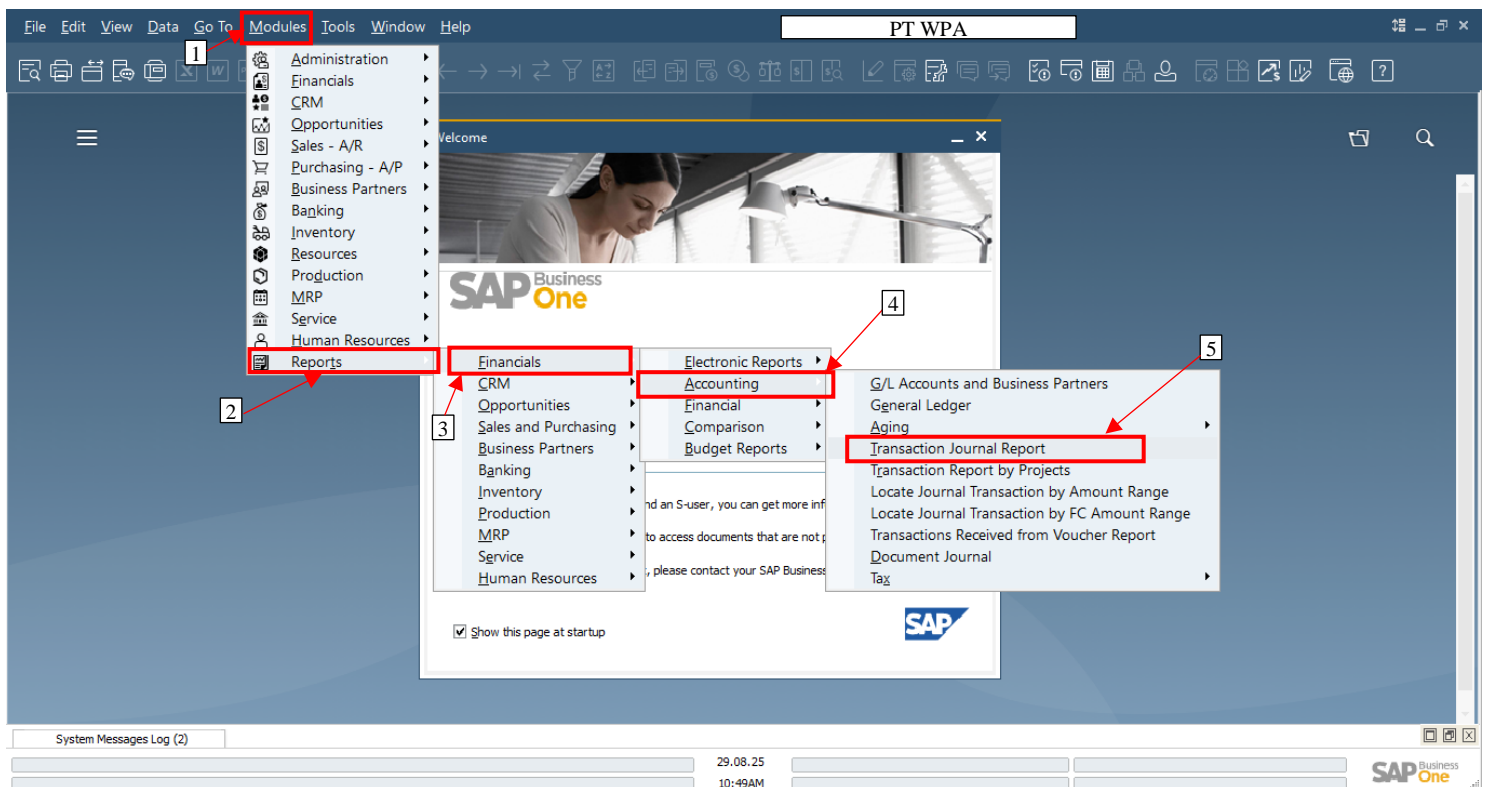 File Edit View Data Go To Modules Tools Window Help
PT WPA
1
Administration
Financials
CRM
Opportunities
Sales - A/R
Purchasing - A/P
Business Partners
Banking
Inventory
Resources
Production
MRP
Service
Human Resources
Reports
2
Welcome
SAP Business One
3
Financials
CRM
Opportunities
Sales and Purchasing
Business Partners
Banking
Inventory
Production
MRP
Service
Human Resources
4
Electronic Reports
Accounting
Financial
Comparison
Budget Reports
5
G/L Accounts and Business Partners
General Ledger
Aging
Transaction Journal Report
Transaction Report by Projects
Locate Journal Transaction by Amount Range
Locate Journal Transaction by FC Amount Range
Transactions Received from Voucher Report
Document Journal
Tax
an S-user, you can get more
to access documents that are not
, please contact your SAP Business
Show this page at startup
SAP
System Messages Log (2)
29.08.25
10:49AM
SAP Business One